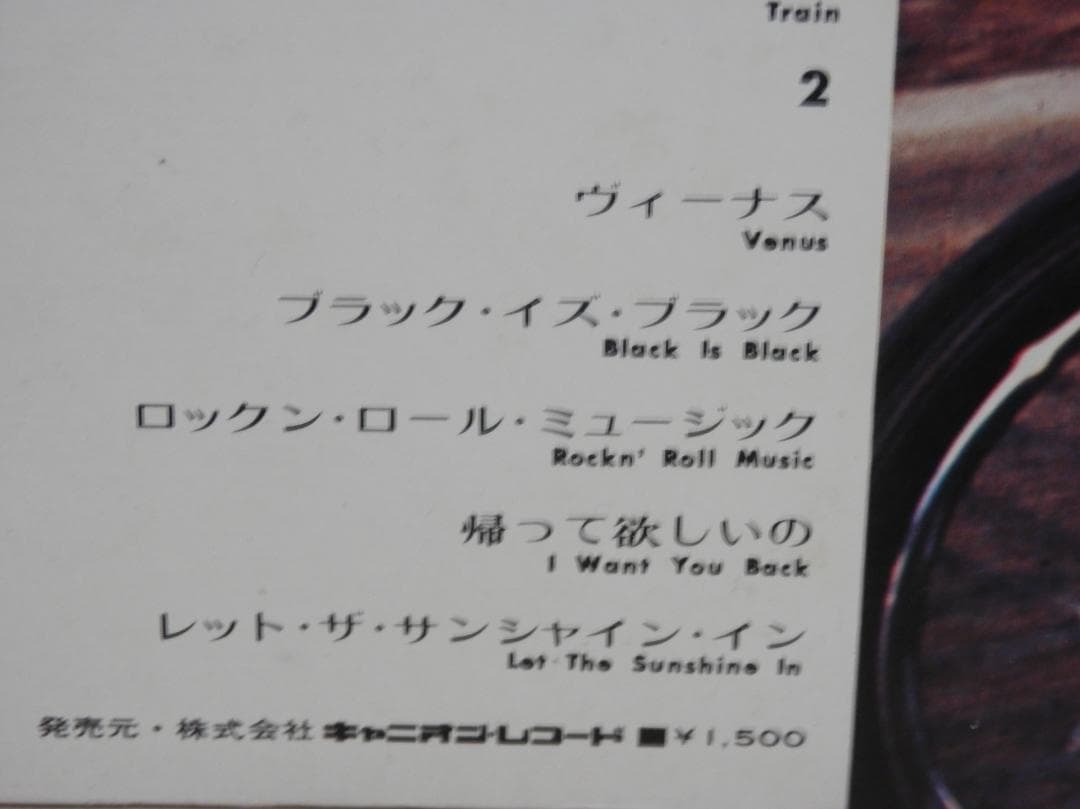 Train
2
ヴィーナス
Venus
ブラック・イズ・ブラック
Black Is Black
ロックン・ロール・ミュージック
Rockn' Roll Music
帰って欲しいの
I Want You Back
レット・ザ・サンシャイン・イン
Let The Sunshine In
発売元・株式会社キャニオン・レコード■¥1,500